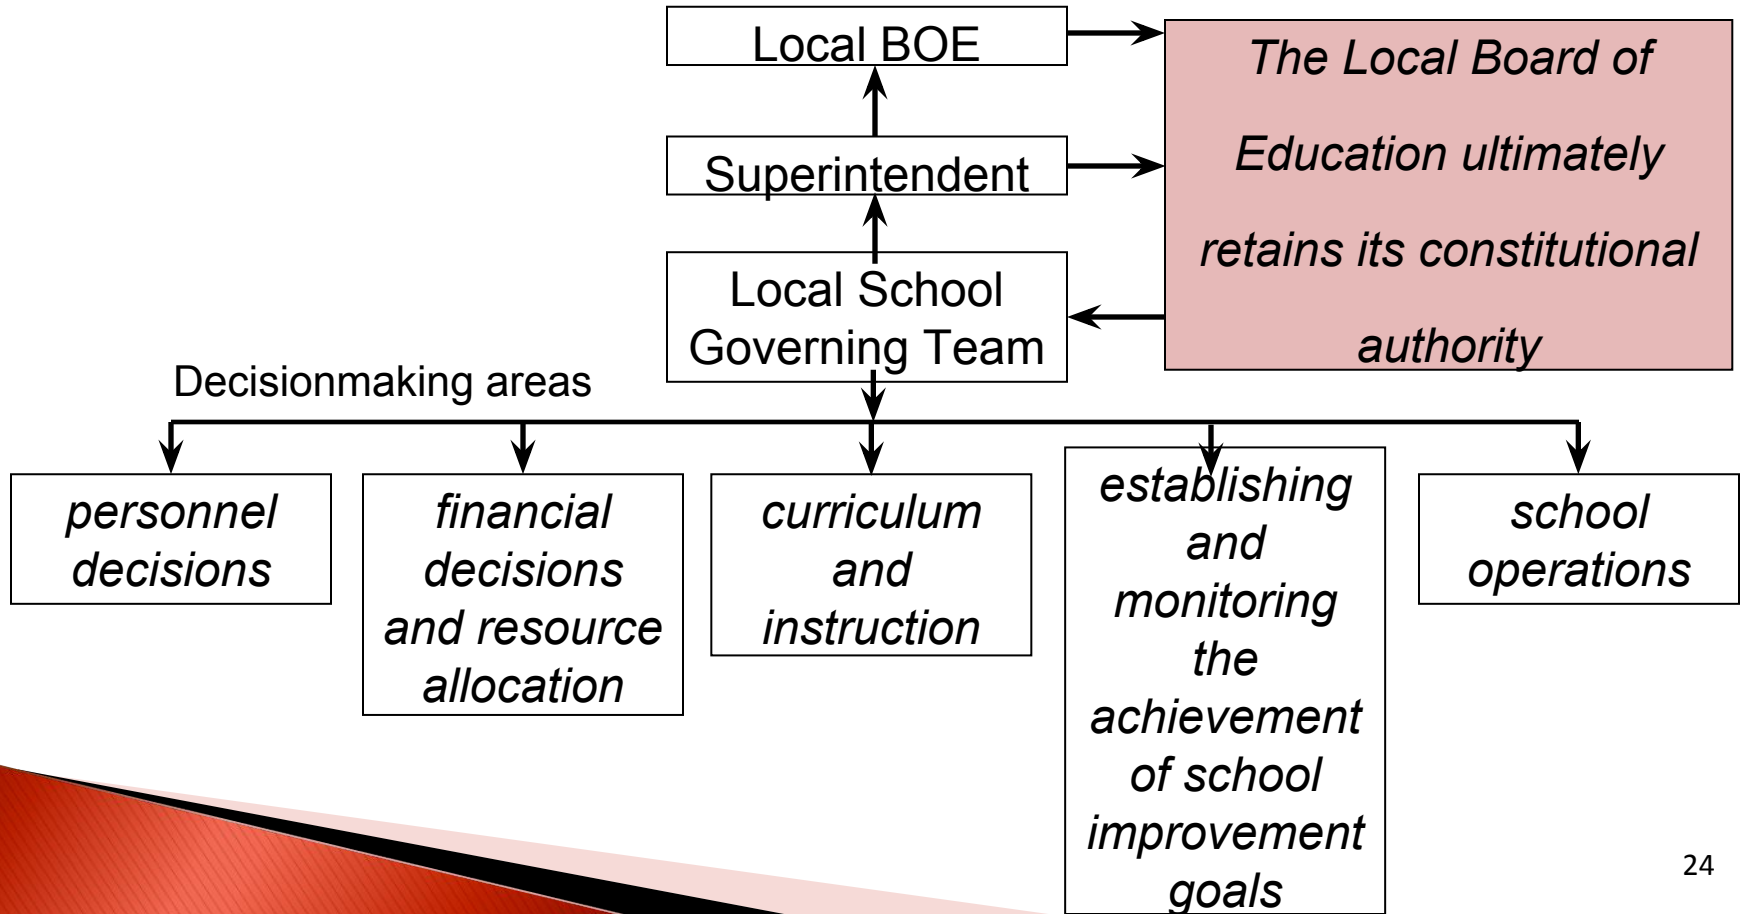 Local BOE
Superintendent
Local School
Governing Team
The Local Board of
Education ultimately
retains its constitutional
authority
Decisionmaking areas
personnel
decisions
financial
decisions
and resource
allocation
curriculum
and
instruction
establishing
and
monitoring
the
achievement
of school
improvement
goals
school
operations
24